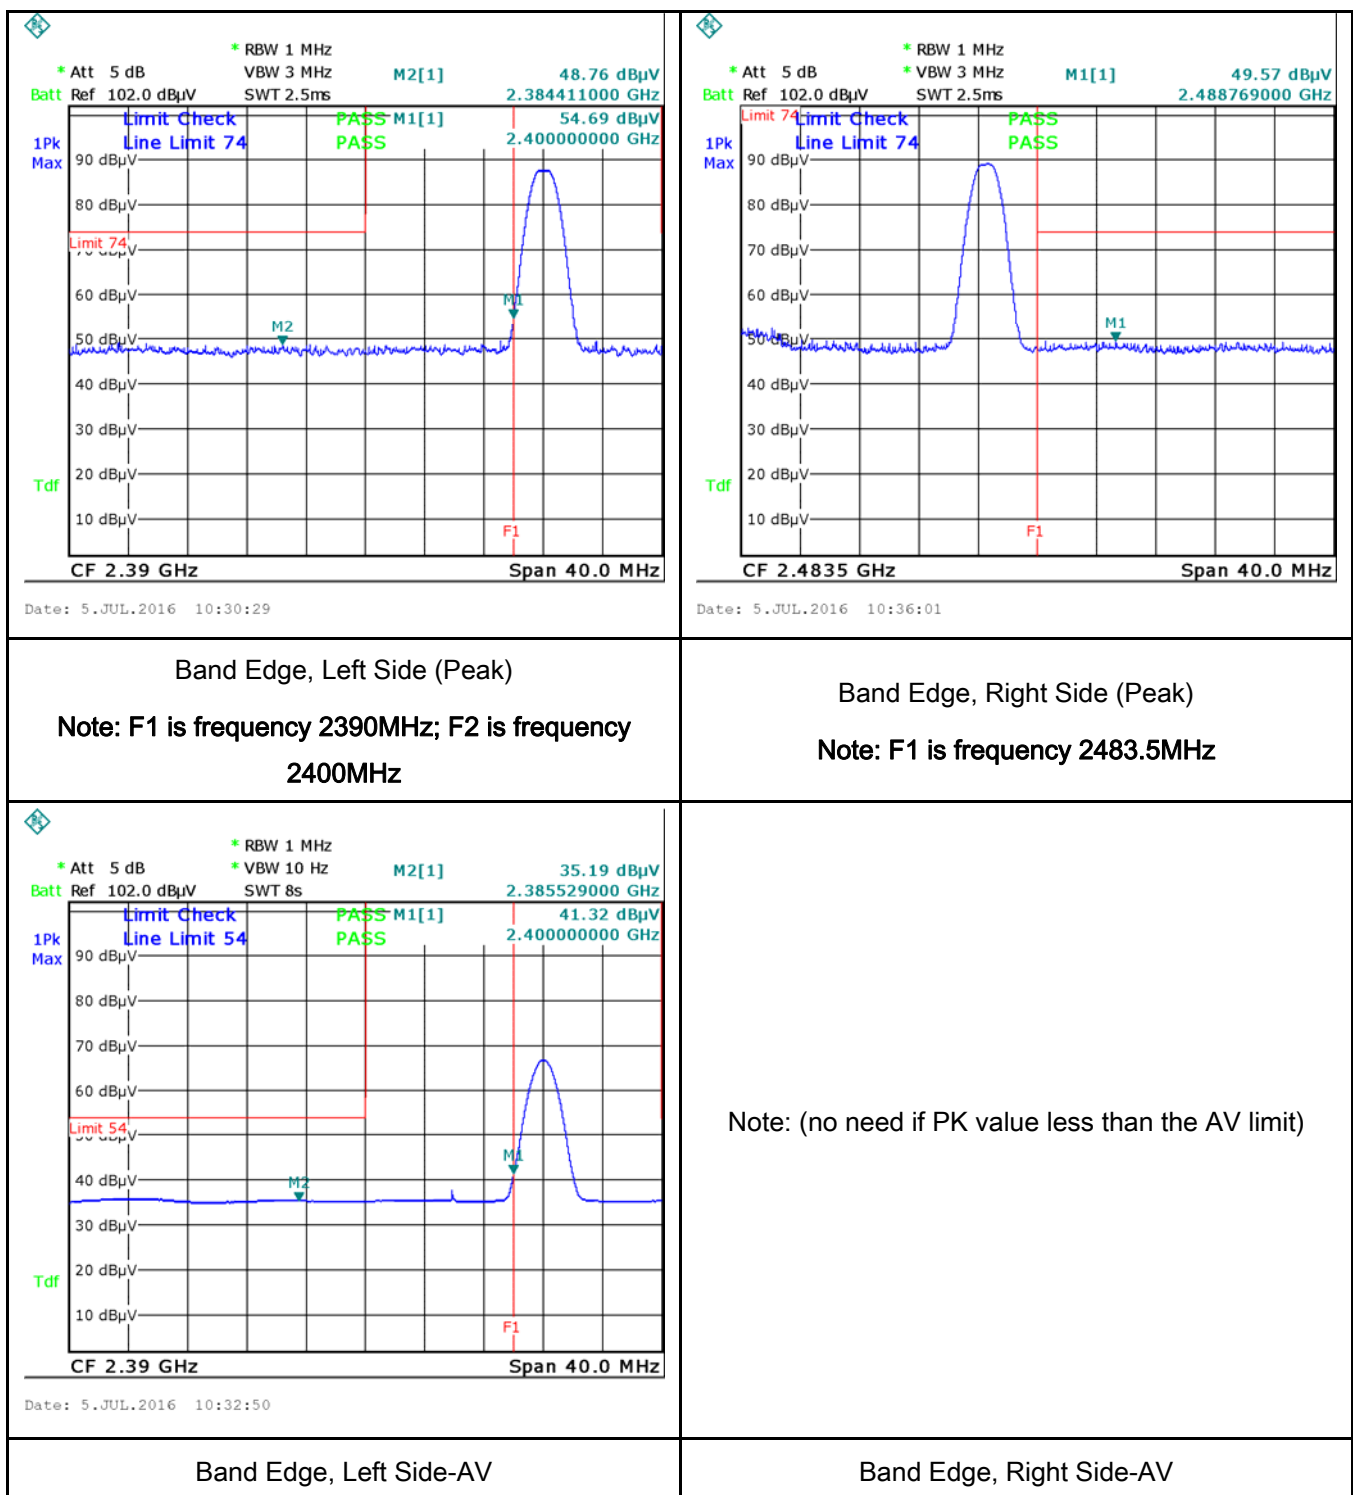 * RBW 1 MHz
* Att 5 dB VBW 3 MHz M2[1] 48.76 dBµV
Batt Ref 102.0 dBµV SWT 2.5ms 2.384411000 GHz
Limit Check PASS M1[1] 54.69 dBµV
1Pk Line Limit 74 PASS 2.400000000 GHz
Max 90 dBµV
80 dBµV
Limit 74
60 dBµV
M1
M2
50 dBµV
40 dBµV
30 dBµV
20 dBµV
Tdf
10 dBµV
F1
CF 2.39 GHz Span 40.0 MHz
Date: 5.JUL.2016 10:30:29
* RBW 1 MHz
* Att 5 dB * VBW 3 MHz M1[1] 49.57 dBµV
Batt Ref 102.0 dBµV SWT 2.5ms 2.488769000 GHz
Limit 74 Limit Check PASS
1Pk Line Limit 74 PASS
Max 90 dBµV
80 dBµV
70 dBµV
60 dBµV
M1
50 dBµV
40 dBµV
30 dBµV
20 dBµV
Tdf
10 dBµV
F1
CF 2.4835 GHz Span 40.0 MHz
Date: 5.JUL.2016 10:36:01
Band Edge, Left Side (Peak)
Note: F1 is frequency 2390MHz; F2 is frequency
2400MHz
Band Edge, Right Side (Peak)
Note: F1 is frequency 2483.5MHz
* RBW 1 MHz
* Att 5 dB * VBW 10 Hz M2[1] 35.19 dBµV
Batt Ref 102.0 dBµV SWT 8s 2.385529000 GHz
Limit Check PASS M1[1] 41.32 dBµV
1Pk Line Limit 54 PASS 2.400000000 GHz
Max 90 dBµV
80 dBµV
70 dBµV
60 dBµV
Limit 54
M1
40 dBµV
M2
30 dBµV
20 dBµV
Tdf
10 dBµV
F1
CF 2.39 GHz Span 40.0 MHz
Date: 5.JUL.2016 10:32:50
Note: (no need if PK value less than the AV limit)
Band Edge, Left Side-AV
Band Edge, Right Side-AV